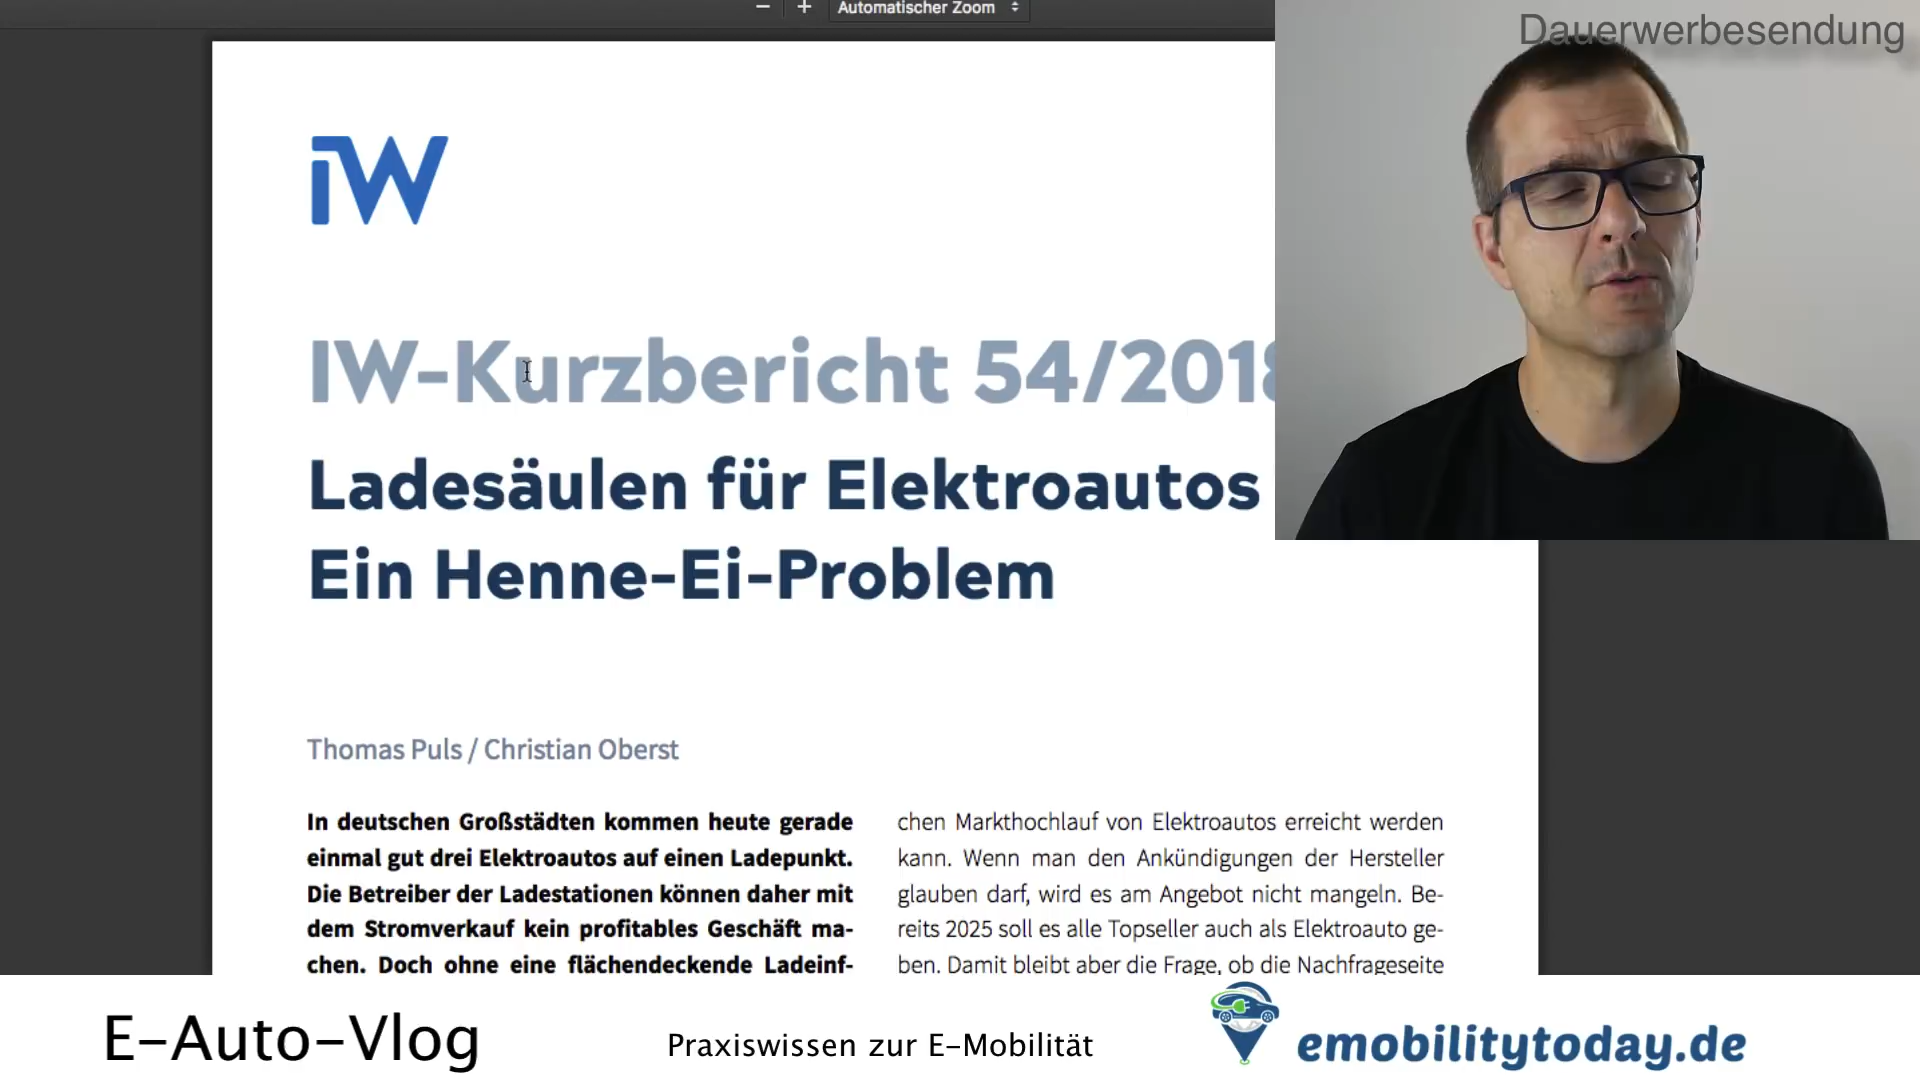 Automatischer Zoom
Dauerwerbesendung
iW
IW-Kurzbericht 54/2018
Ladesäulen für Elektroautos
Ein Henne-Ei-Problem
Thomas Puls / Christian Oberst
In deutschen Großstädten kommen heute gerade
einmal gut drei Elektroautos auf einen Ladepunkt.
Die Betreiber der Ladestationen können daher mit
dem Stromverkauf kein profitables Geschäft ma-
chen. Doch ohne eine flächendeckende Ladeinf-
chen Markthochlauf von Elektroautos erreicht werden
kann. Wenn man den Ankündigungen der Hersteller
glauben darf, wird es am Angebot nicht mangeln. Be-
reits 2025 soll es alle Topseller auch als Elektroauto ge-
ben. Damit bleibt aber die Frage, ob die Nachfrageseite
E-Auto-Vlog
Praxiswissen zur E-Mobilität
emobilitytoday.de